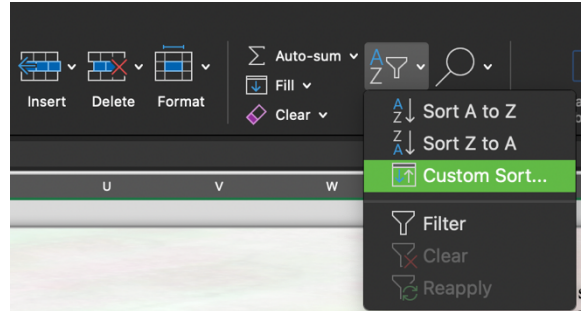 Insert
Delete
Format
Auto-sum
Fill
Clear
A
Z
Sort A to Z
Sort Z to A
Custom Sort...
Filter
Clear
Reapply
U
V
W